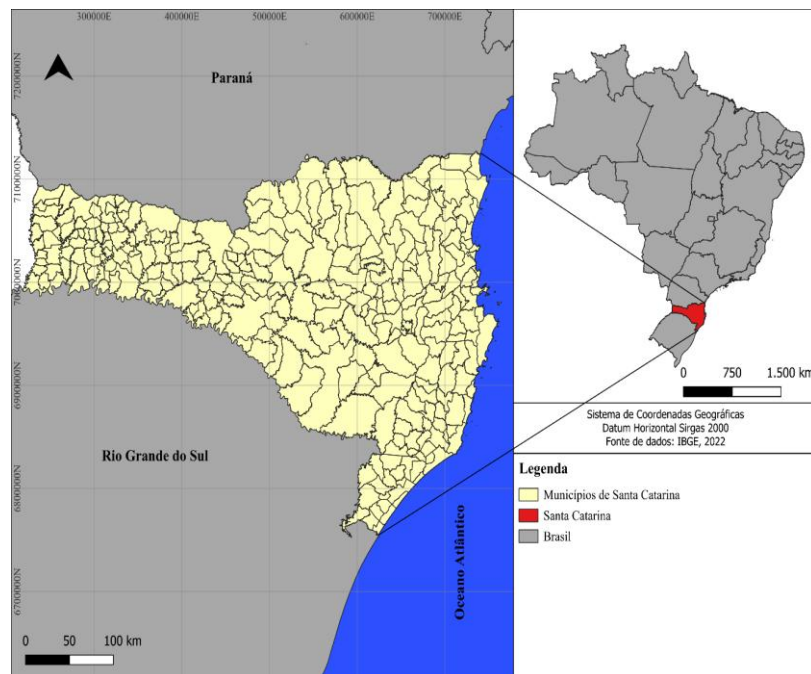 300000E 400000E 500000E 600000E 700000E
7200000N
Paraná
7100000N
7000000N
6900000N
Rio Grande do Sul
6800000N
6700000N
Oceano Atlântico
0 50 100 km
0 750 1.500 km
Sistema de Coordenadas Geográficas
Datum Horizontal Sirgas 2000
Fonte de dados: IBGE, 2022
Legenda
Municípios de Santa Catarina
Santa Catarina
Brasil